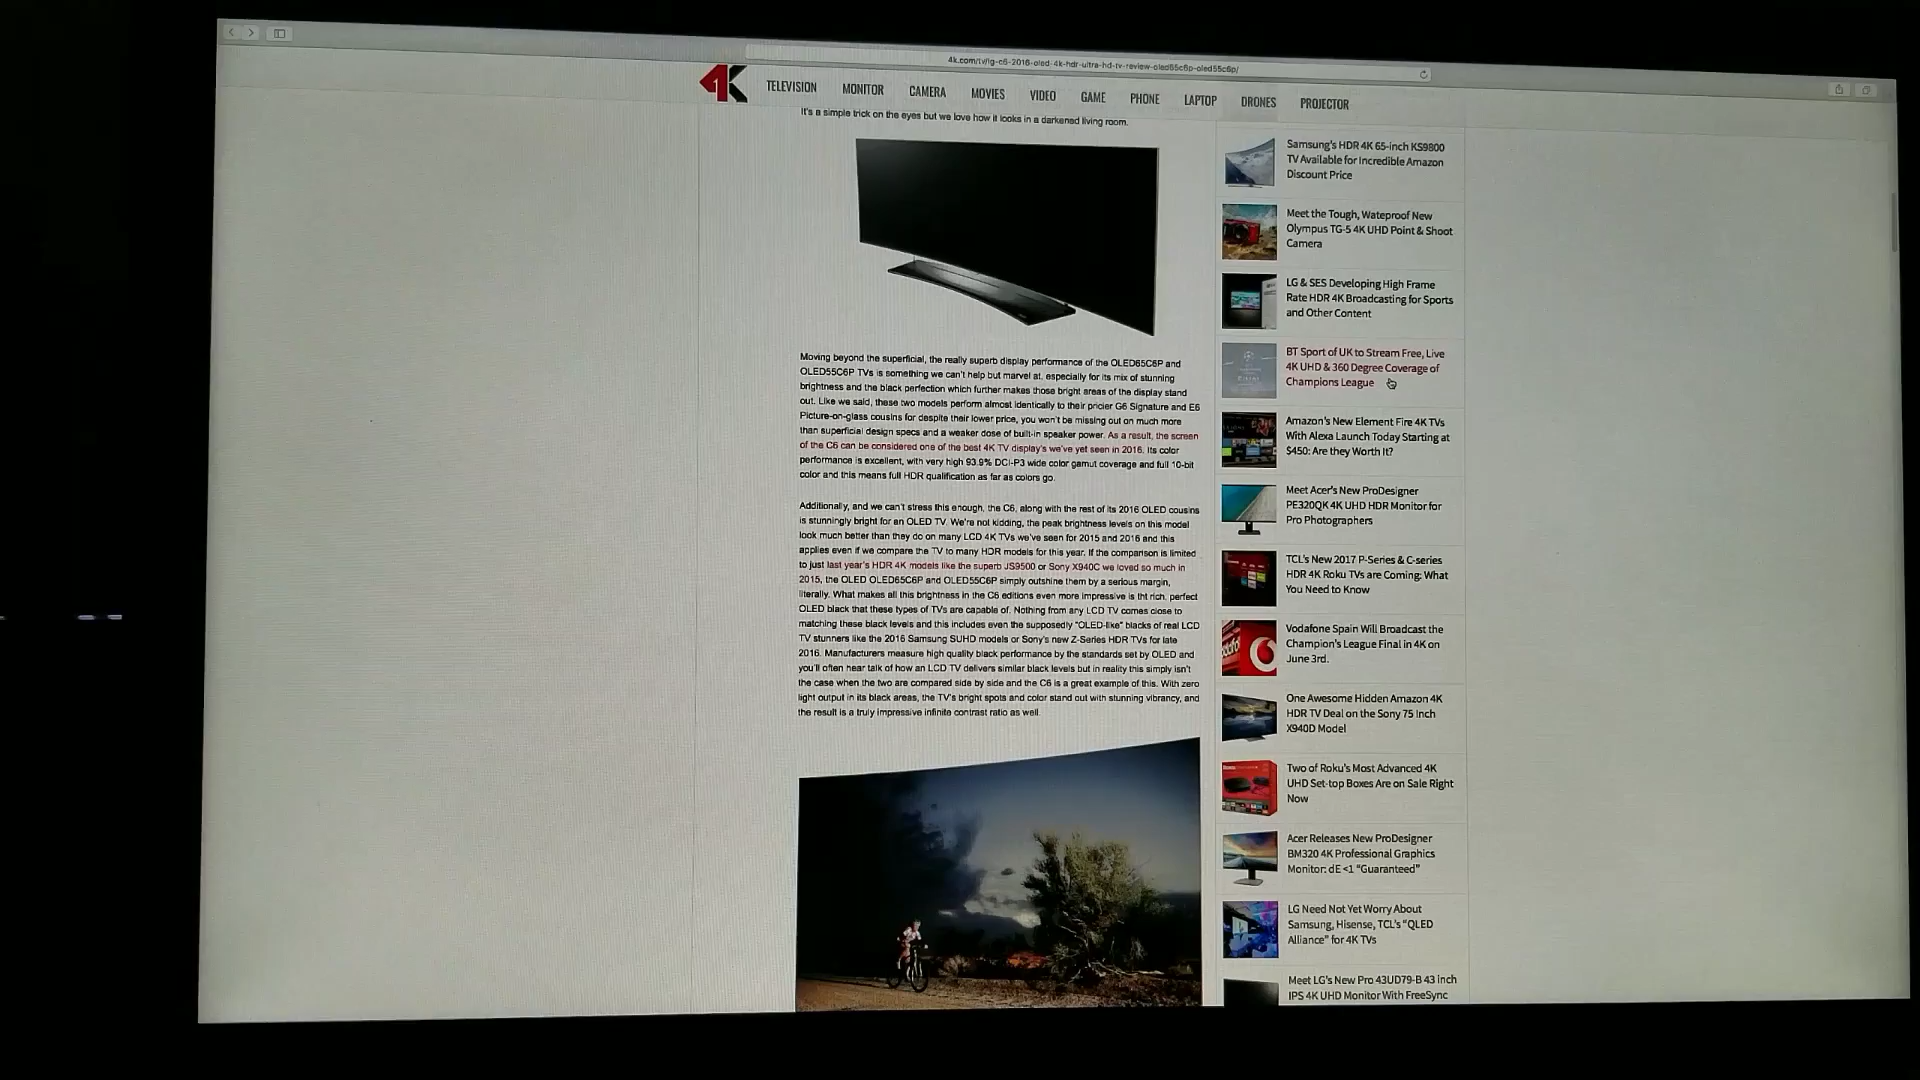 4k.com/tv/lg-c6-2016-oled-4k-hdr-ultra-hd-tv-review-oled65c6p-oled55c6p/
4K
TELEVISION MONITOR CAMERA MOVIES VIDEO GAME PHONE LAPTOP DRONES PROJECTOR
It's a simple trick on the eyes but we love how it looks in a darkened living room.
Moving beyond the superficial, the really superb display performance of the OLED65C6P and
OLED55C6P TVs is something we can't help but marvel at, especially for its mix of stunning
brightness and the black perfection which further makes those bright areas of the display stand
out. Like we said, these two models perform almost identically to their pricier G6 Signature and E6
Picture-on-glass cousins for despite their lower price, you won't be missing out on much more
than superficial design specs and a weaker dose of built-in speaker power. As a result, the screen
of the C6 can be considered one of the best 4K TV display's we've yet seen in 2016. Its color
performance is excellent, with very high 93.9% DCI-P3 wide color gamut coverage and full 10-bit
color and this means full HDR qualification as far as colors go.
Additionally, and we can't stress this enough, the C6, along with the rest of its 2016 OLED cousins
is stunningly bright for an OLED TV. We're not kidding, the peak brightness levels on this model
look much better than they do on many LCD 4K TVs we've seen for 2015 and 2016 and this
applies even if we compare the TV to many HDR models for this year. If the comparison is limited
to just last year's HDR 4K models like the superb JS9500 or Sony X940C we loved so much in
2015, the OLED OLED65C6P and OLED55C6P simply outshine them by a serious margin,
literally. What makes all this brightness in the C6 editions even more impressive is tht rich, perfect
OLED black that these types of TVs are capable of. Nothing from any LCD TV comes close to
matching these black levels and this includes even the supposedly "OLED-like" blacks of real LCD
TV stunners like the 2016 Samsung SUHD models or Sony's new Z-Series HDR TVs for late
2016. Manufacturers measure high quality black performance by the standards set by OLED and
you'll often hear talk of how an LCD TV delivers similar black levels but in reality this simply isn't
the case when the two are compared side by side and the C6 is a great example of this. With zero
light output in its black areas, the TV's bright spots and color stand out with stunning vibrancy, and
the result is a truly impressive infinite contrast ratio as well.
Samsung's HDR 4K 65-inch KS9800
TV Available for Incredible Amazon
Discount Price
Meet the Tough, Wateproof New
Olympus TG-5 4K UHD Point & Shoot
Camera
LG & SES Developing High Frame
Rate HDR 4K Broadcasting for Sports
and Other Content
BT Sport of UK to Stream Free, Live
4K UHD & 360 Degree Coverage of
Champions League
Amazon's New Element Fire 4K TVs
With Alexa Launch Today Starting at
$450: Are they Worth It?
Meet Acer's New ProDesigner
PE320QK 4K UHD HDR Monitor for
Pro Photographers
TCL's New 2017 P-Series & C-series
HDR 4K Roku TVs are Coming: What
You Need to Know
Vodafone Spain Will Broadcast the
Champion's League Final in 4K on
June 3rd.
One Awesome Hidden Amazon 4K
HDR TV Deal on the Sony 75 Inch
X940D Model
Two of Roku's Most Advanced 4K
UHD Set-top Boxes Are on Sale Right
Now
Acer Releases New ProDesigner
BM320 4K Professional Graphics
Monitor: dE <1 "Guaranteed"
LG Need Not Yet Worry About
Samsung, Hisense, TCL's "QLED
Alliance" for 4K TVs
Meet LG's New Pro 43UD79-B 43 inch
IPS 4K UHD Monitor With FreeSync